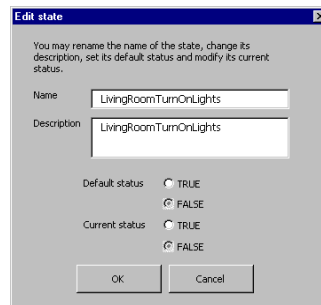 Edit state
You may rename the name of the state, change its
description, set its default status and modify its current
status.
Name LivingRoomTurnOnLights
Description LivingRoomTurnOnLights
Default status TRUE
FALSE
Current status TRUE
FALSE
OK Cancel